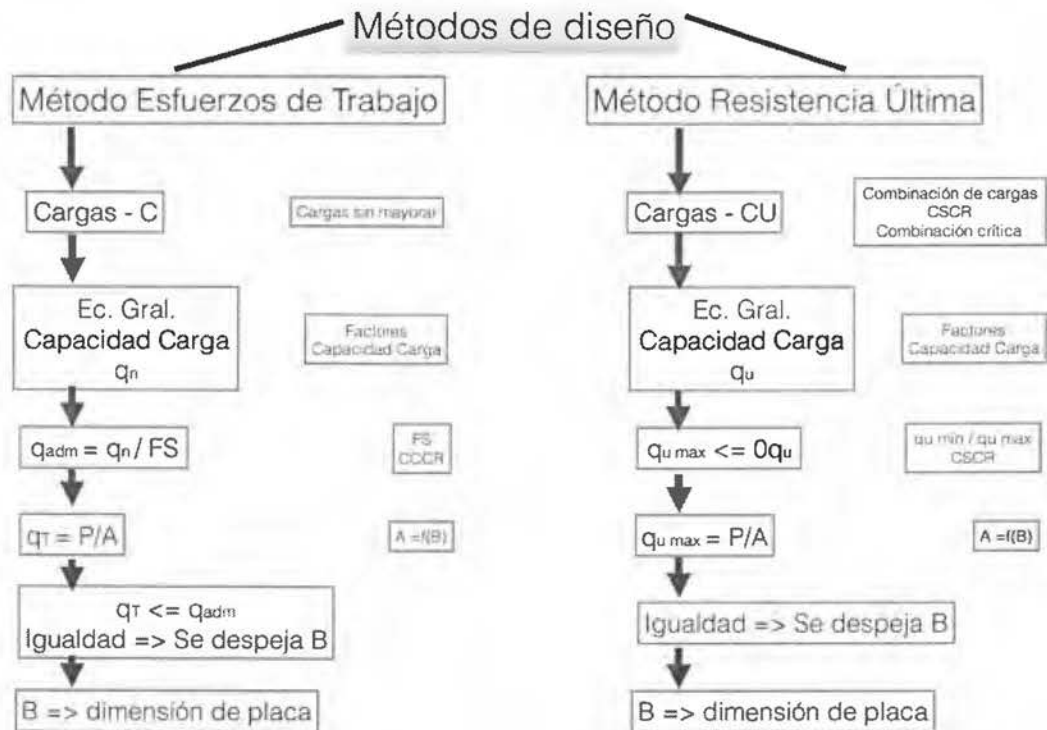 Métodos de diseño
Método Esfuerzos de Trabajo
Cargas - C
Cargas sin mayorar
Ec. Gral.
Capacidad Carga
qn
Factores
Capacidad Carga
qadm = qn / FS
FS
CCCR
qT = P/A
A =f(B)
qT <= qadm
Igualdad => Se despeja B
B => dimensión de placa
Método Resistencia Última
Cargas - CU
Combinación de cargas
CSCR
Combinación crítica
Ec. Gral.
Capacidad Carga
qu
Factores
Capacidad Carga
qu max <= 0qu
qu min / qu max
CSCR
qu max = P/A
A =f(B)
Igualdad => Se despeja B
B => dimensión de placa